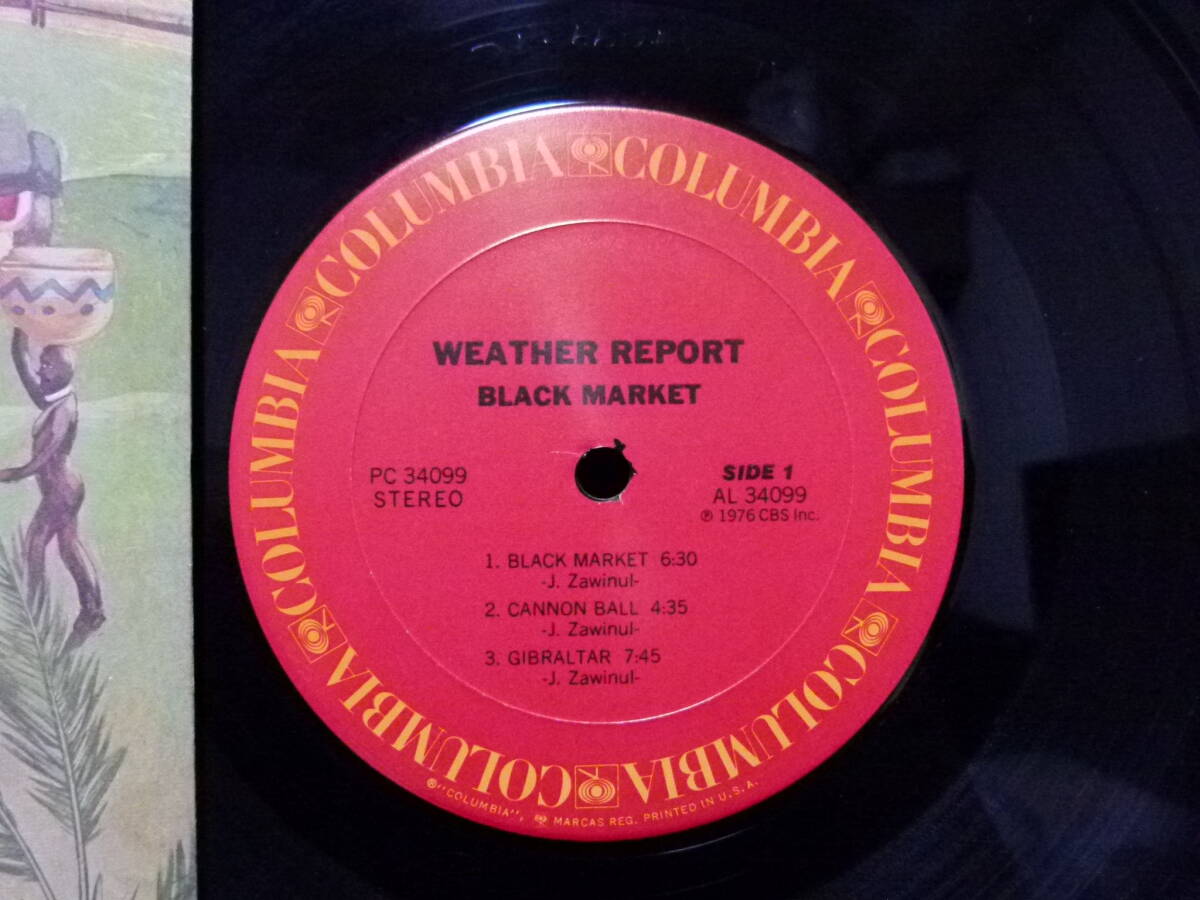 COLUMBIA COLUMBIA COLUMBIA COLUMBIA COLUMBIA COLUMBIA
WEATHER REPORT
BLACK MARKET
PC 34099
STEREO
SIDE 1
AL 34099
℗ 1976 CBS Inc.
1. BLACK MARKET 6:30
-J. Zawinul-
2. CANNON BALL 4:35
-J. Zawinul-
3. GIBRALTAR 7:45
-J. Zawinul-
® "COLUMBIA", MARCAS REG. PRINTED IN U.S.A.